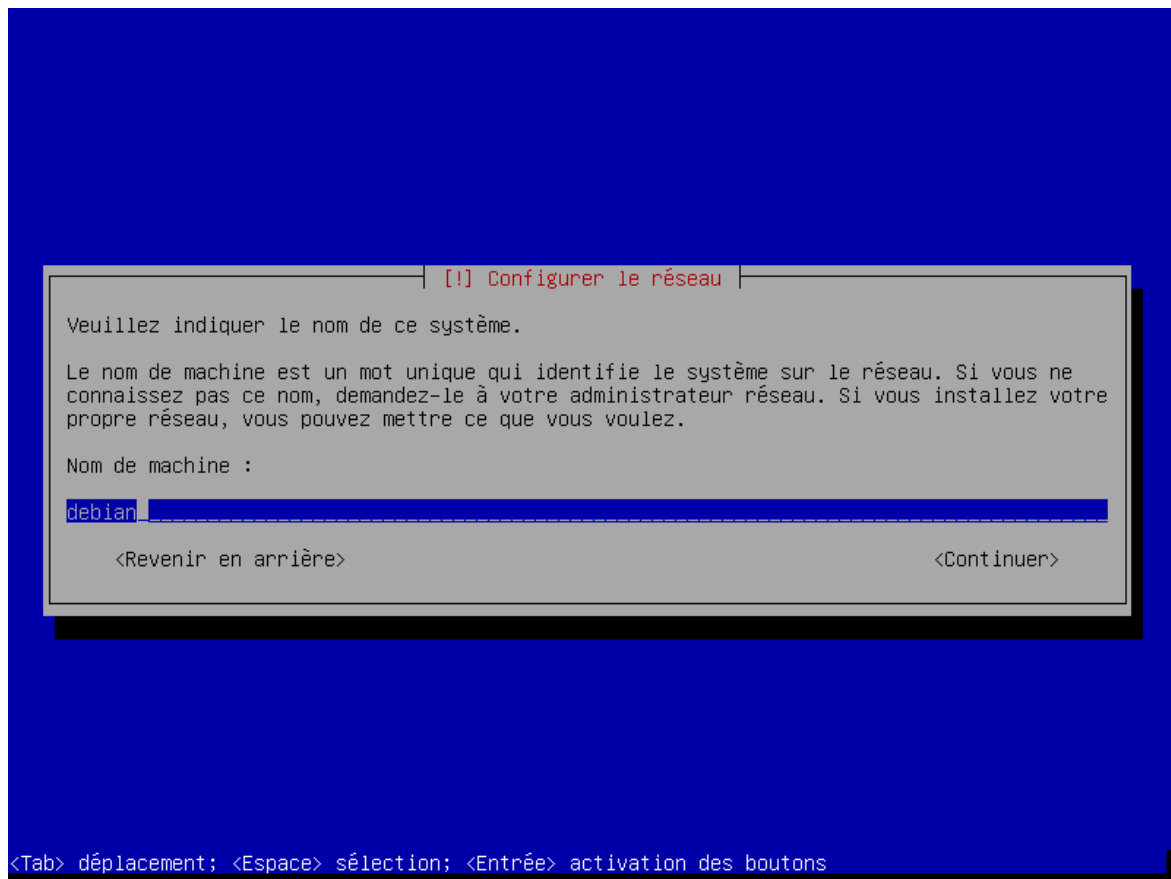 [!] Configurer le réseau
Veuillez indiquer le nom de ce système.
Le nom de machine est un mot unique qui identifie le système sur le réseau. Si vous ne
connaissez pas ce nom, demandez-le à votre administrateur réseau. Si vous installez votre
propre réseau, vous pouvez mettre ce que vous voulez.
Nom de machine :
debian
<Revenir en arrière> <Continuer>
<Tab> déplacement; <Espace> sélection; <Entrée> activation des boutons